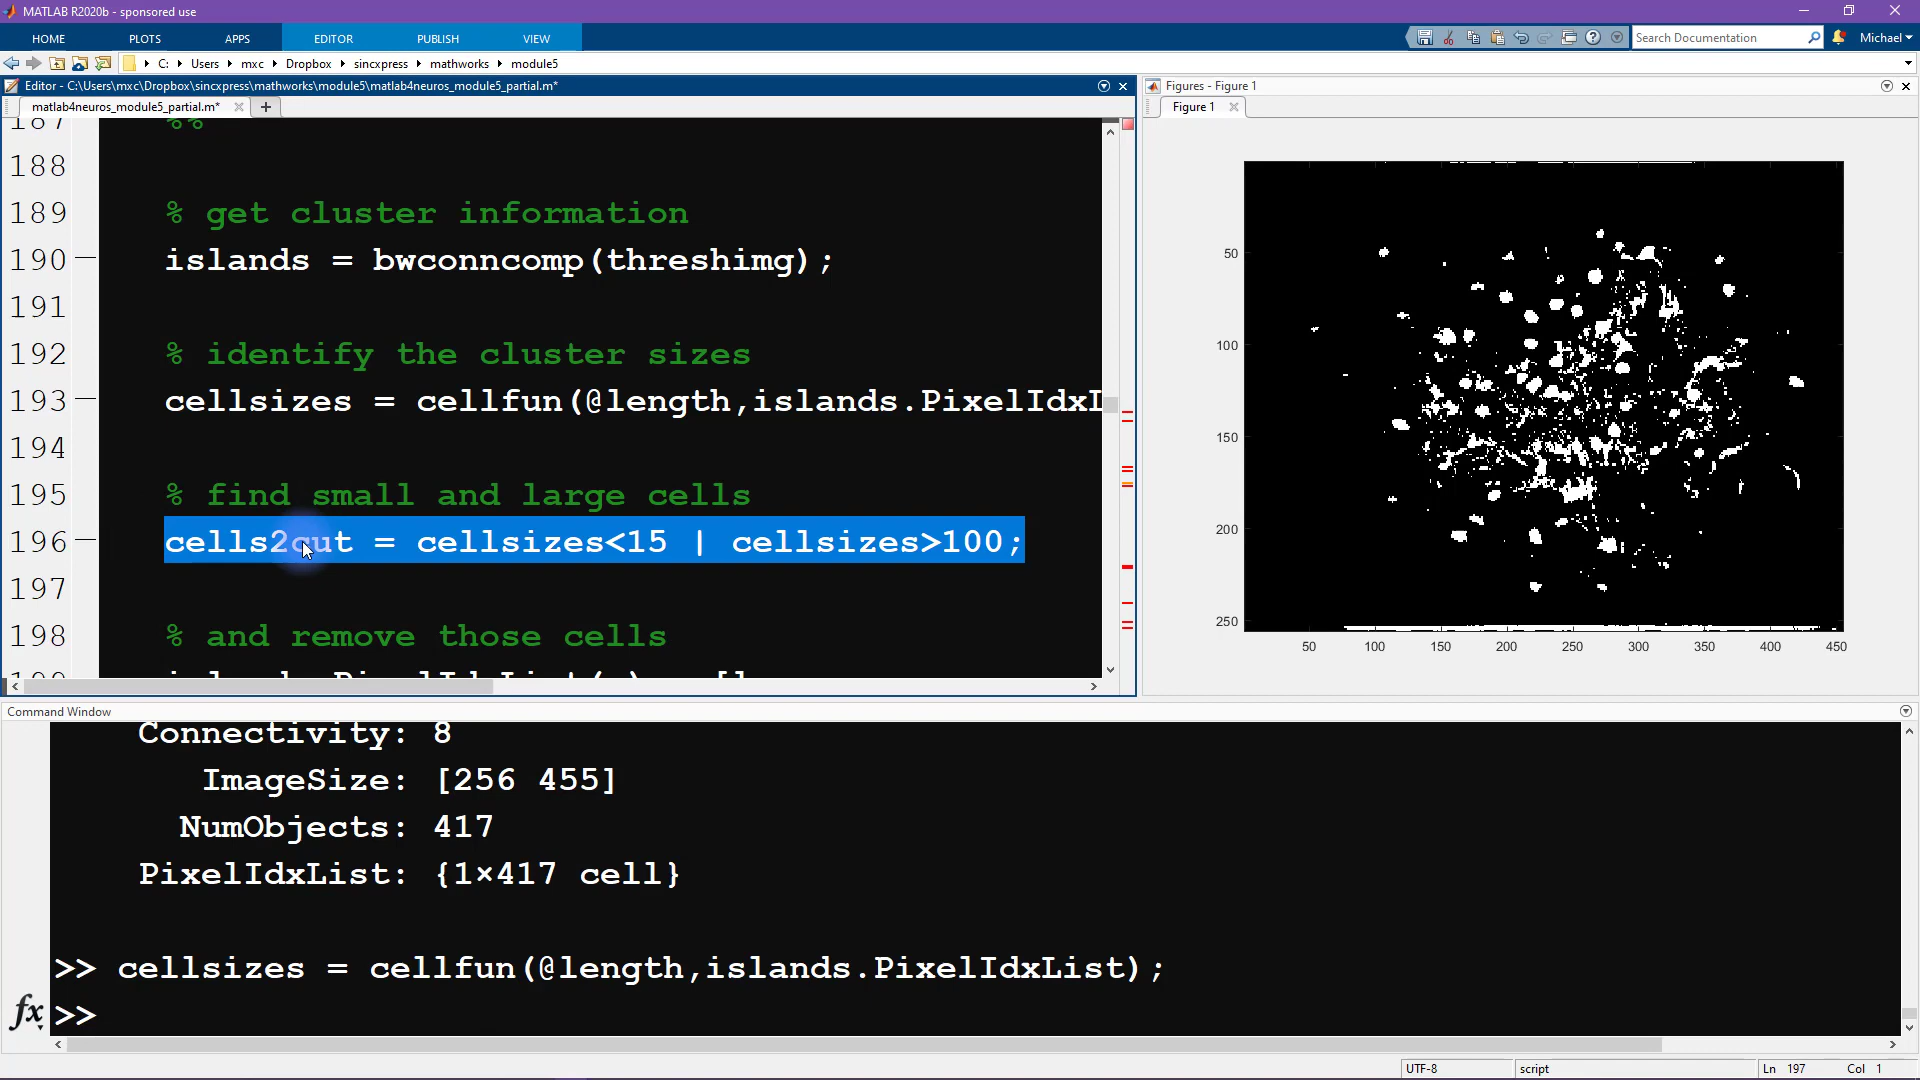 MATLAB R2020b - sponsored use
HOME PLOTS APPS EDITOR PUBLISH VIEW
Search Documentation
Michael
C: Users mxc Dropbox sincxpress mathworks module5
Editor - C:\Users\mxc\Dropbox\sincxpress\mathworks\module5\matlab4neuros_module5_partial.m*
matlab4neuros_module5_partial.m*
187 %%
188
189 % get cluster information
190 islands = bwconncomp(threshimg);
191
192 % identify the cluster sizes
193 cellsizes = cellfun(@length,islands.PixelIdxL
194
195 % find small and large cells
196 cells2cut = cellsizes<15 | cellsizes>100;
197
198 % and remove those cells
Figures - Figure 1
Figure 1
50
100
150
200
250
50 100 150 200 250 300 350 400 450
Command Window
Connectivity: 8
ImageSize: [256 455]
NumObjects: 417
PixelIdxList: {1×417 cell}
>> cellsizes = cellfun(@length,islands.PixelIdxList);
fx >>
UTF-8 script Ln 197 Col 1